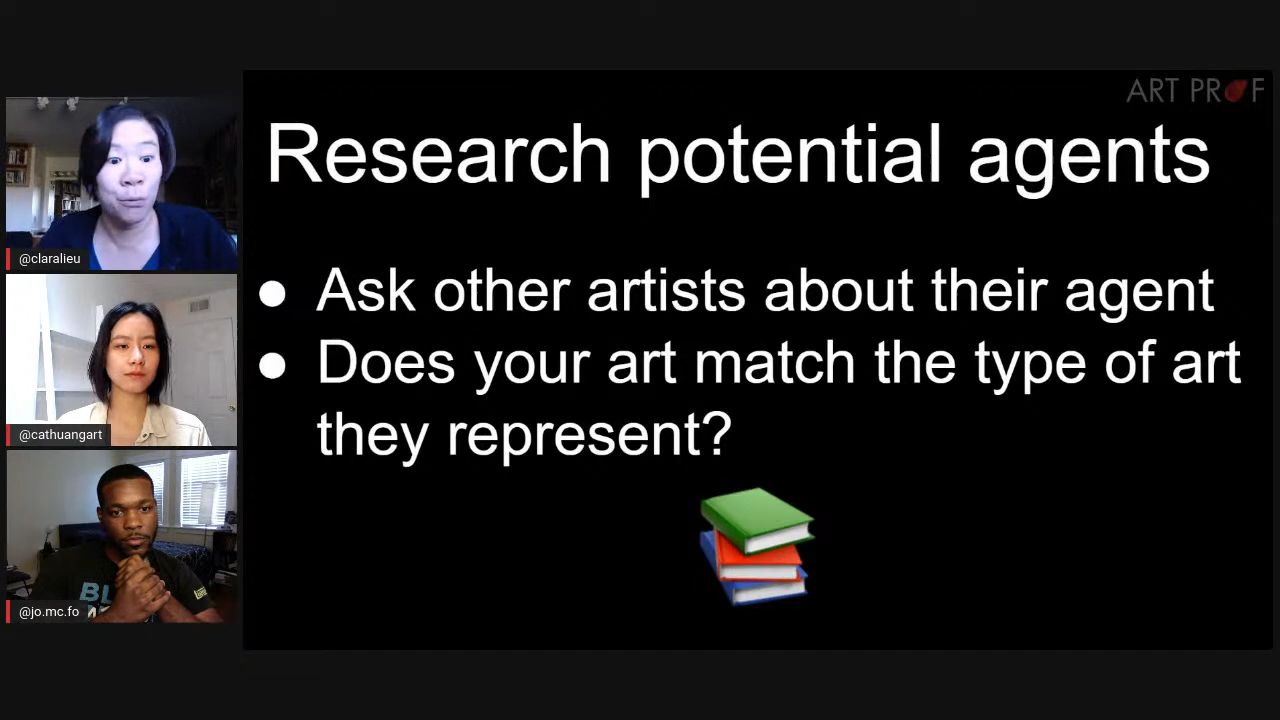 ART PROF
Research potential agents
● Ask other artists about their agent
● Does your art match the type of art
they represent?
@claralieu
@cathuangart
@jo.mc.fo
BL